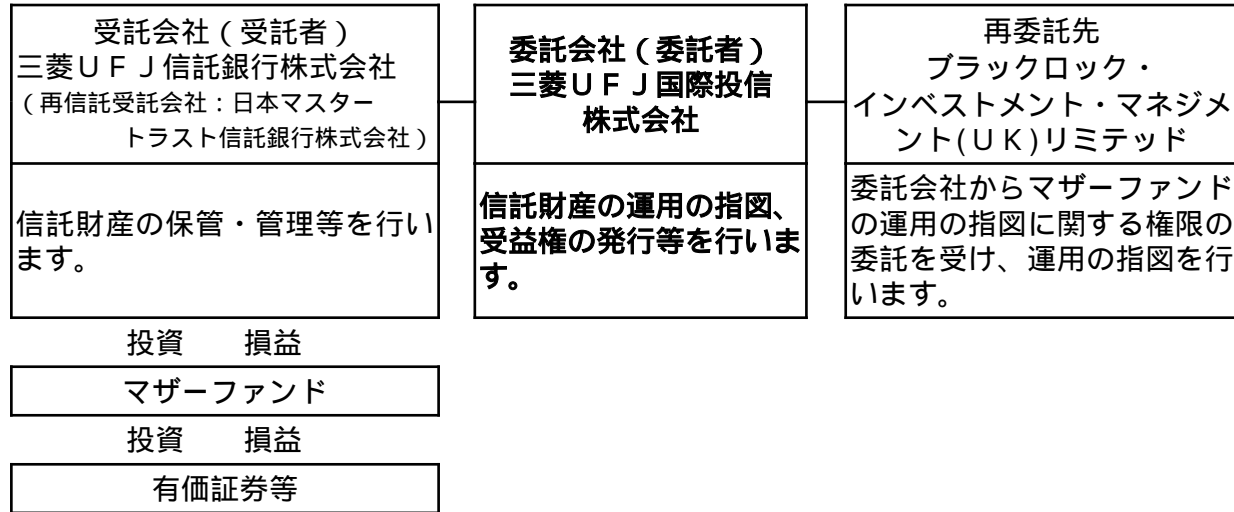 受託会社（受託者）
三菱ＵＦＪ信託銀行株式会社
（再信託受託会社：日本マスター
トラスト信託銀行株式会社）
信託財産の保管・管理等を行い
ます。
委託会社（委託者）
三菱ＵＦＪ国際投信
株式会社
信託財産の運用の指図、
受益権の発行等を行いま
す。
再委託先
ブラックロック・
インベストメント・マネジメ
ント(ＵＫ)リミテッド
委託会社からマザーファンド
の運用の指図に関する権限の
委託を受け、運用の指図を行
います。
投資　損益
マザーファンド
投資　損益
有価証券等